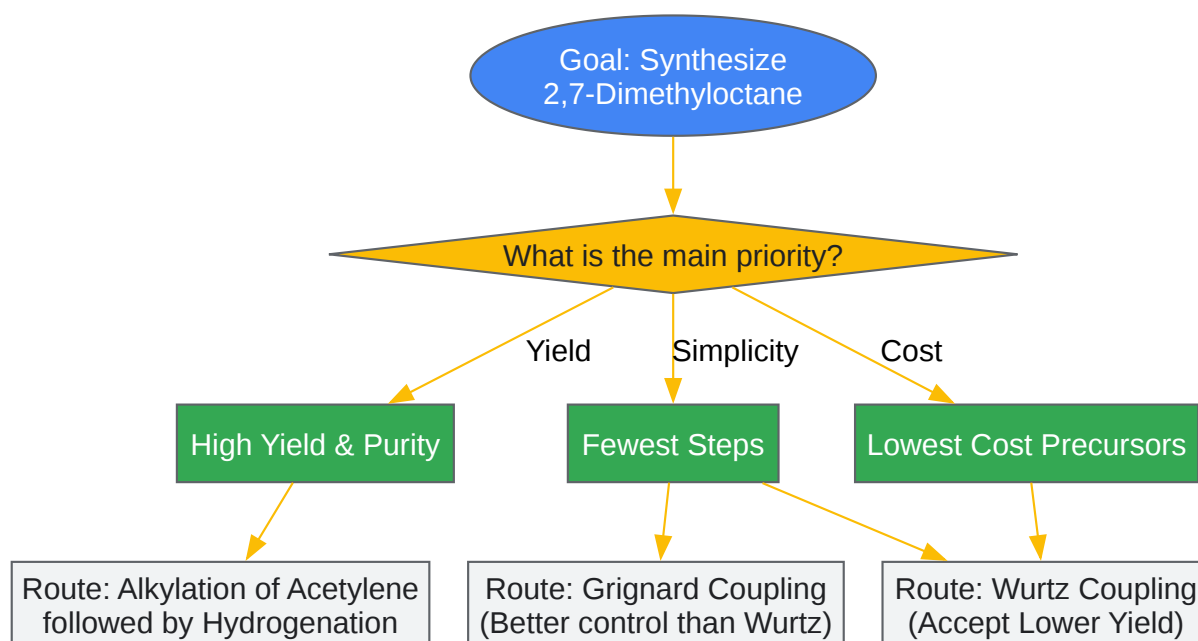 Goal: Synthesize
2,7-Dimethyloctane
What is the main priority?
Yield
Simplicity
Cost
High Yield & Purity
Fewest Steps
Lowest Cost Precursors
Route: Alkylation of Acetylene
followed by Hydrogenation
Route: Grignard Coupling
(Better control than Wurtz)
Route: Wurtz Coupling
(Accept Lower Yield)